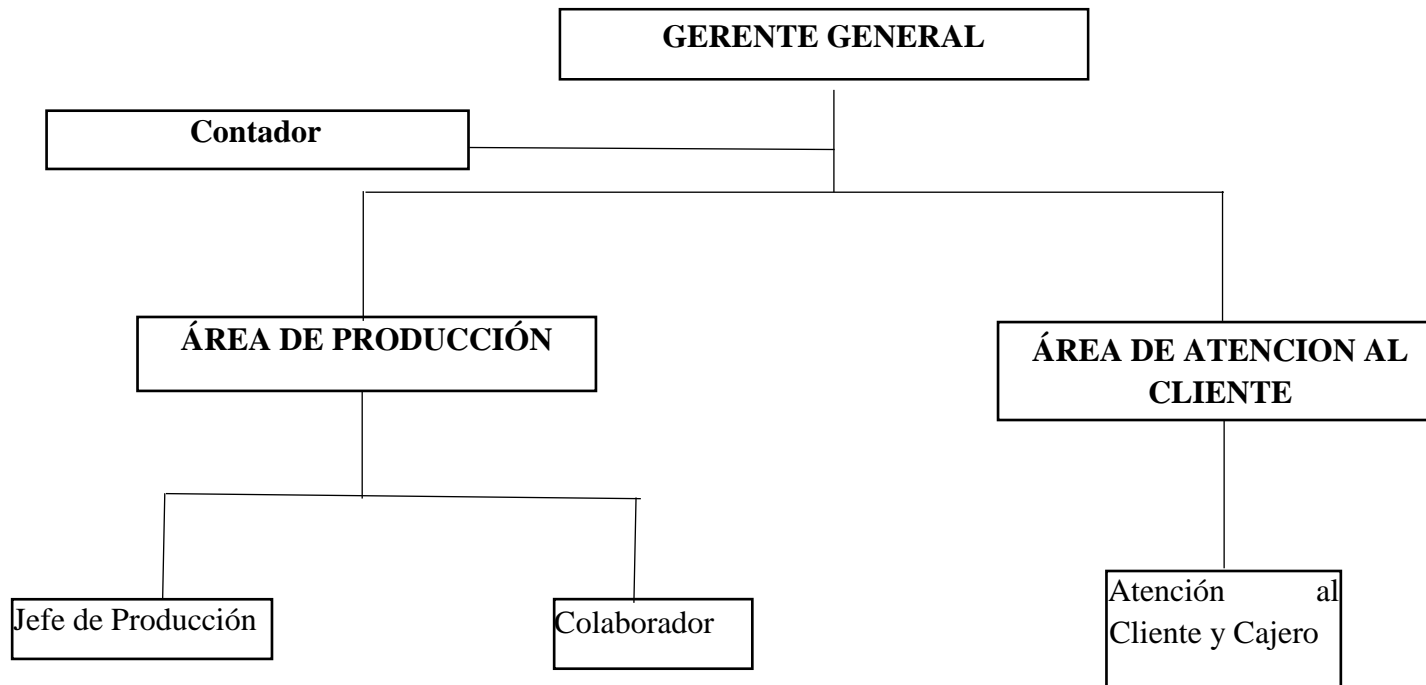 GERENTE GENERAL
Contador
ÁREA DE PRODUCCIÓN
ÁREA DE ATENCION AL
CLIENTE
Jefe de Producción
Colaborador
Atención al
Cliente y Cajero